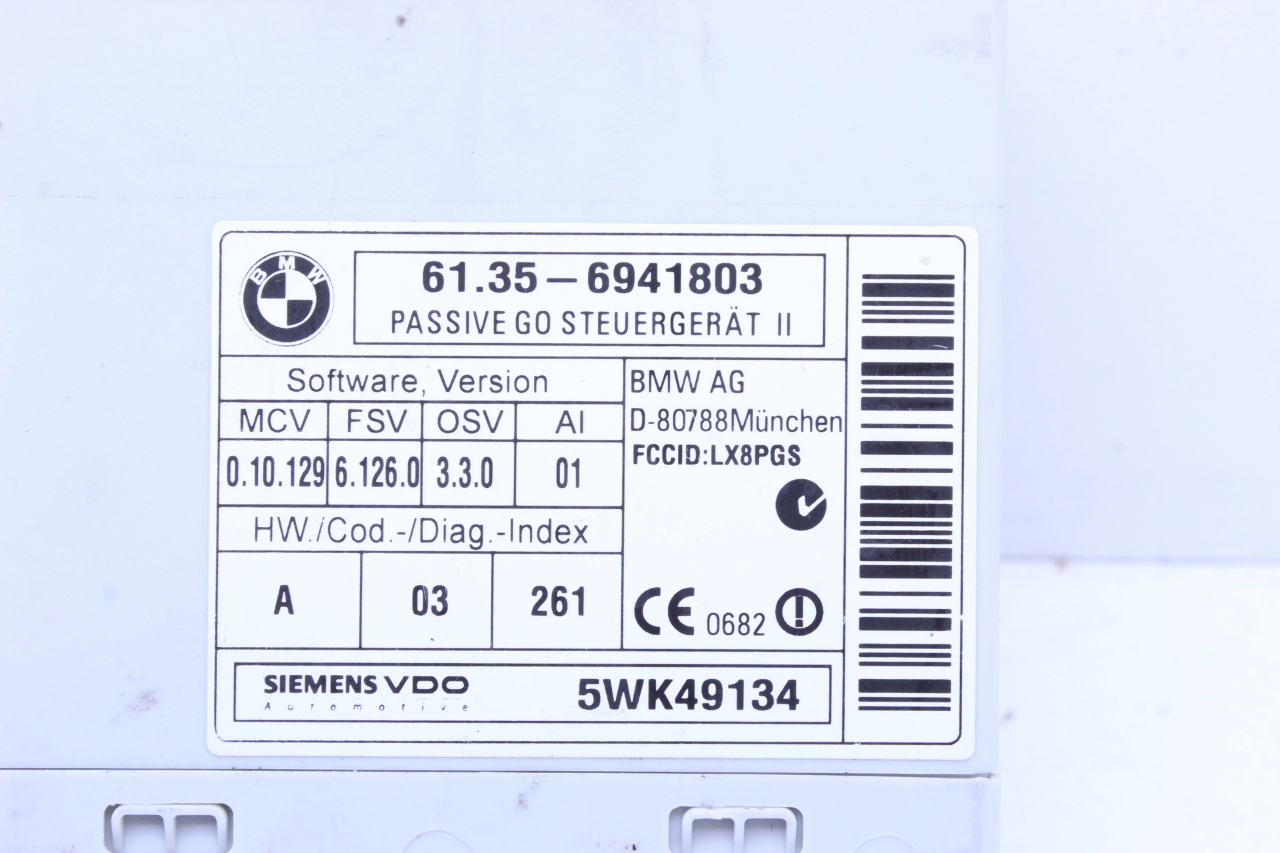 BMW
61.35-6941803
PASSIVE GO STEUERGERÄT II
Software, Version
MCV FSV OSV AI
0.10.129 6.126.0 3.3.0 01
HW./Cod.-/Diag.-Index
A 03 261
BMW AG
D-80788München
FCCID:LX8PGS
CE 0682
SIEMENS VDO
Automotive
5WK49134